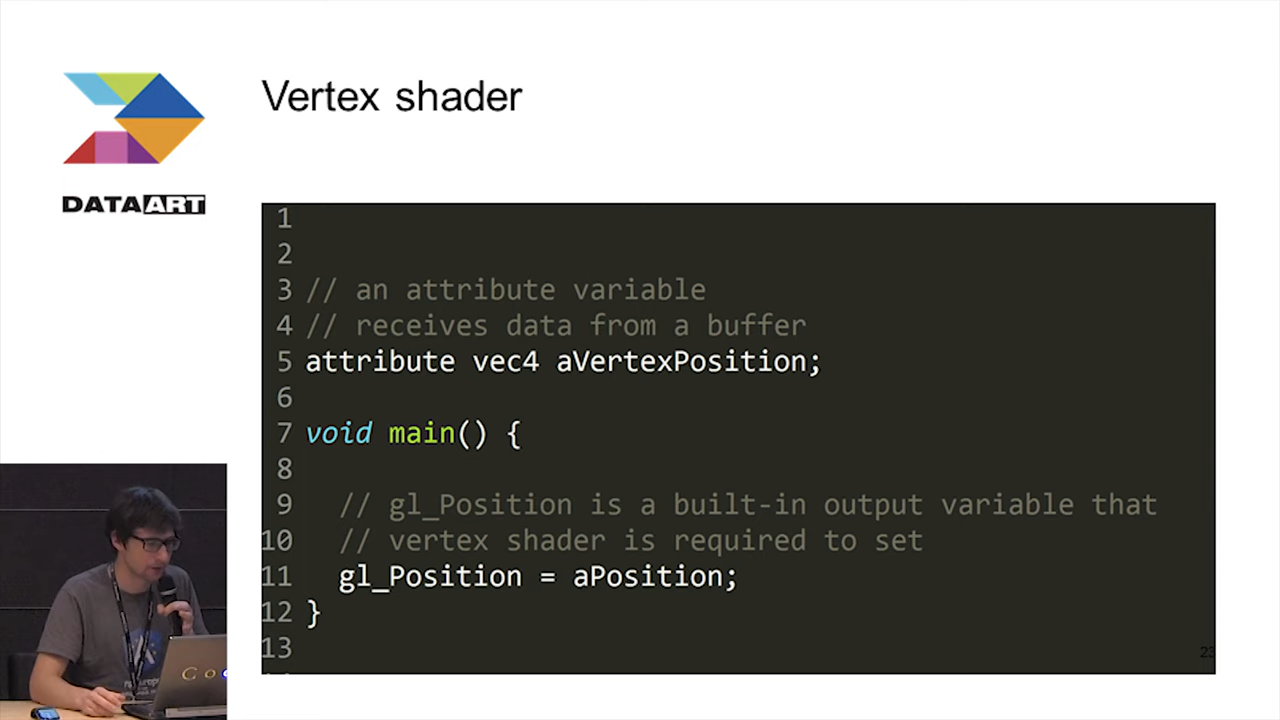 Vertex shader
DATAART
1
2
3 // an attribute variable
4 // receives data from a buffer
5 attribute vec4 aVertexPosition;
6
7 void main() {
8
9 // gl_Position is a built-in output variable that
10 // vertex shader is required to set
11 gl_Position = aPosition;
12 }
13
23